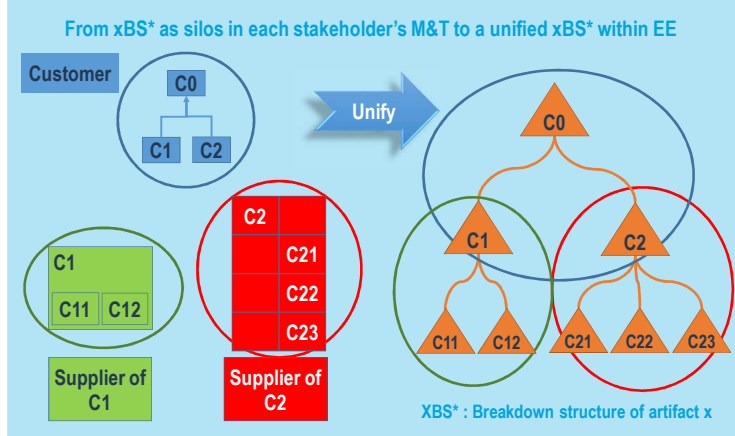 From xBS* as silos in each stakeholder's M&T to a unified xBS* within EE
Customer
C0
C1
C2
Unify
C1
C11
C12
Supplier of
C1
C2
C21
C22
C23
Supplier of
C2
C0
C1
C2
C11
C12
C21
C22
C23
XBS* : Breakdown structure of artifact x